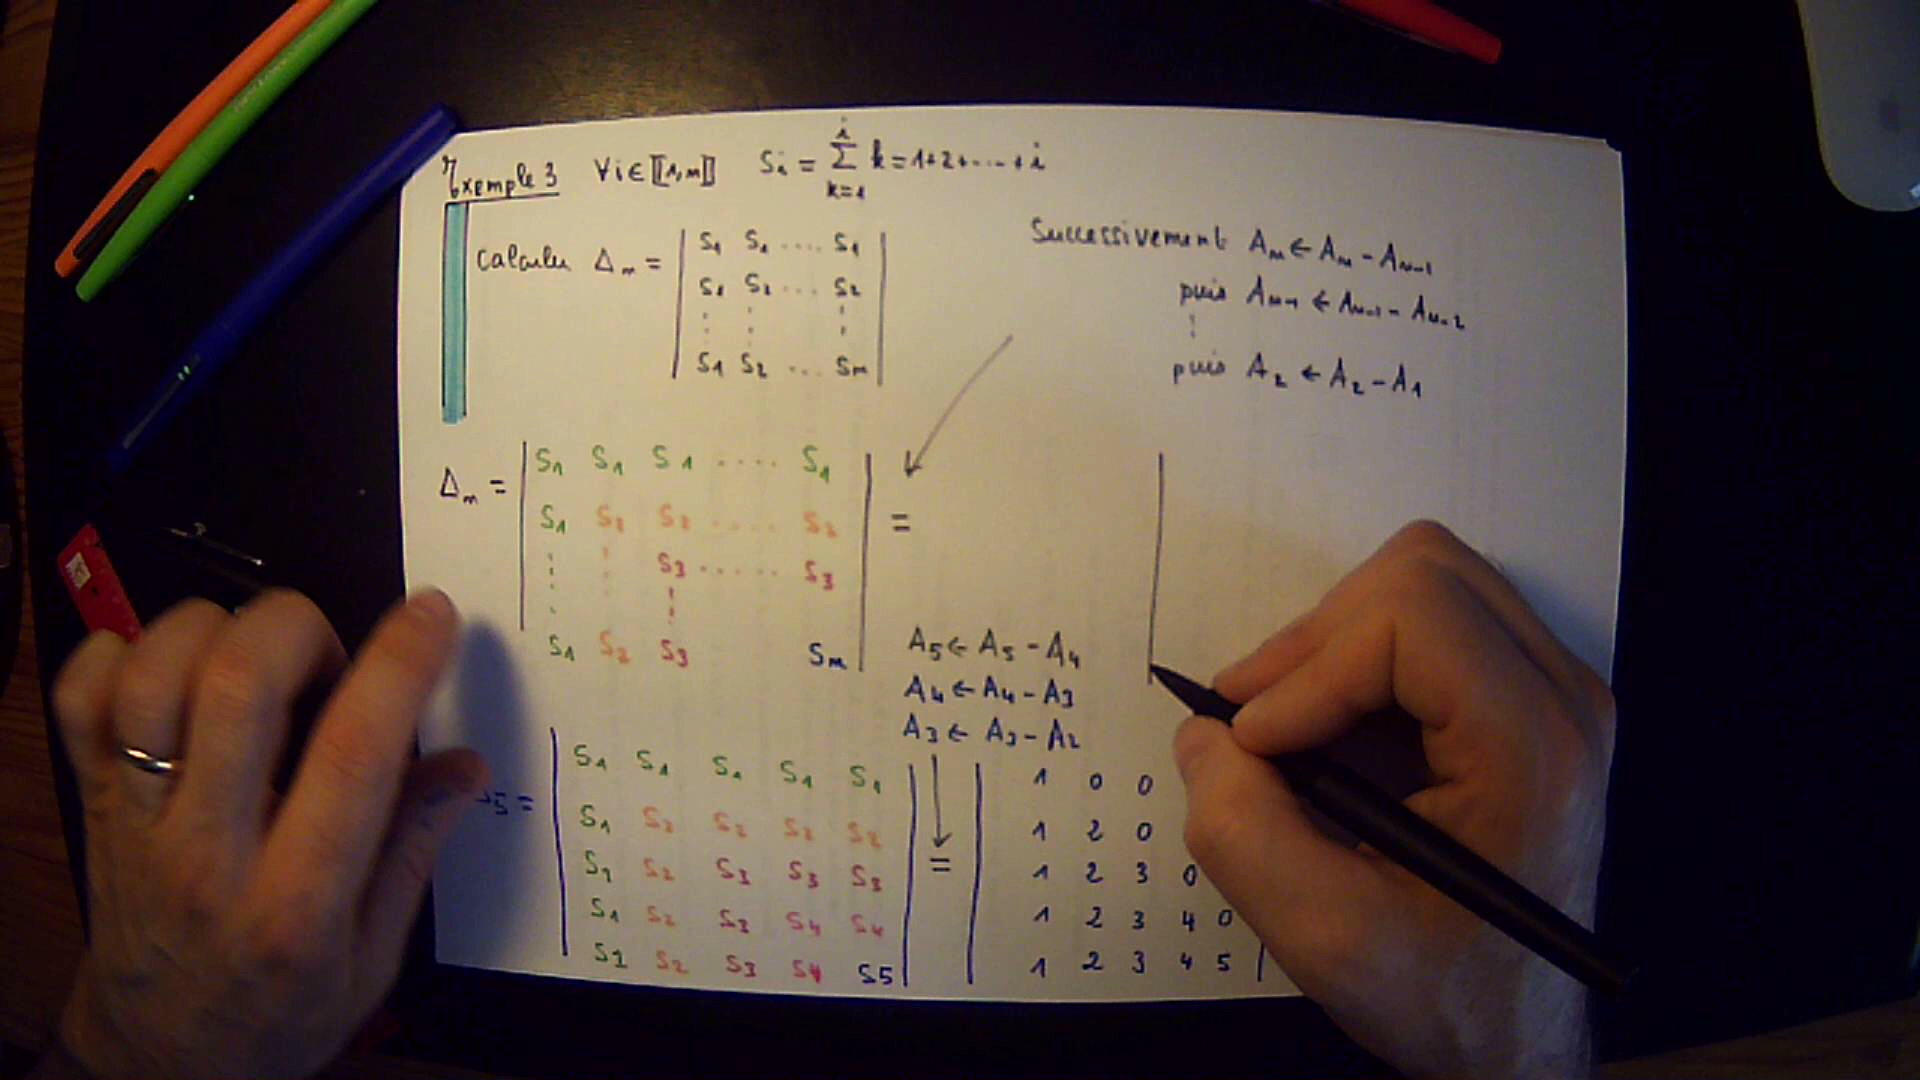 Exemple 3 ∀i∈⟦1,n⟧ Si = Σ k = 1+2+....+i
i
k=1
Calculer Δn = | S1 S1 .... S1 |
| S1 S2 ... S2 |
| S1 S2 ... Sn |
Successivement An ← An - An-1
puis An-1 ← An-1 - An-2
puis A2 ← A2 - A1
Δn = | S1 S1 S1 .... S1 |
| S1 S2 S2 .... S2 | =
| S3 ..... S3 |
| S1 S2 S3 Sn |
A5 ← A5 - A4
A4 ← A4 - A3
A3 ← A3 - A2
S5 = | S1 S1 S1 S1 S1 | = | 1 0 0
| S1 S2 S2 S2 S2 | | 1 2 0
| S1 S2 S3 S3 S3 | | 1 2 3 0
| S1 S2 S3 S4 S4 | | 1 2 3 4 0
| S1 S2 S3 S4 S5 | | 1 2 3 4 5 |